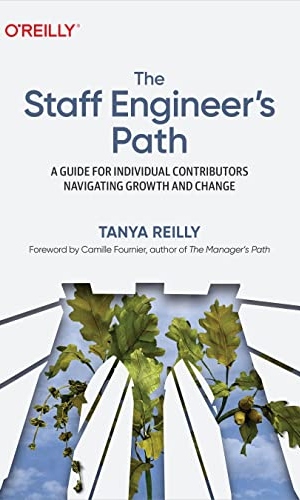 O'REILLY®
The
Staff Engineer's
Path
A GUIDE FOR INDIVIDUAL CONTRIBUTORS
NAVIGATING GROWTH AND CHANGE
TANYA REILLY
Foreword by Camille Fournier, author of The Manager's Path